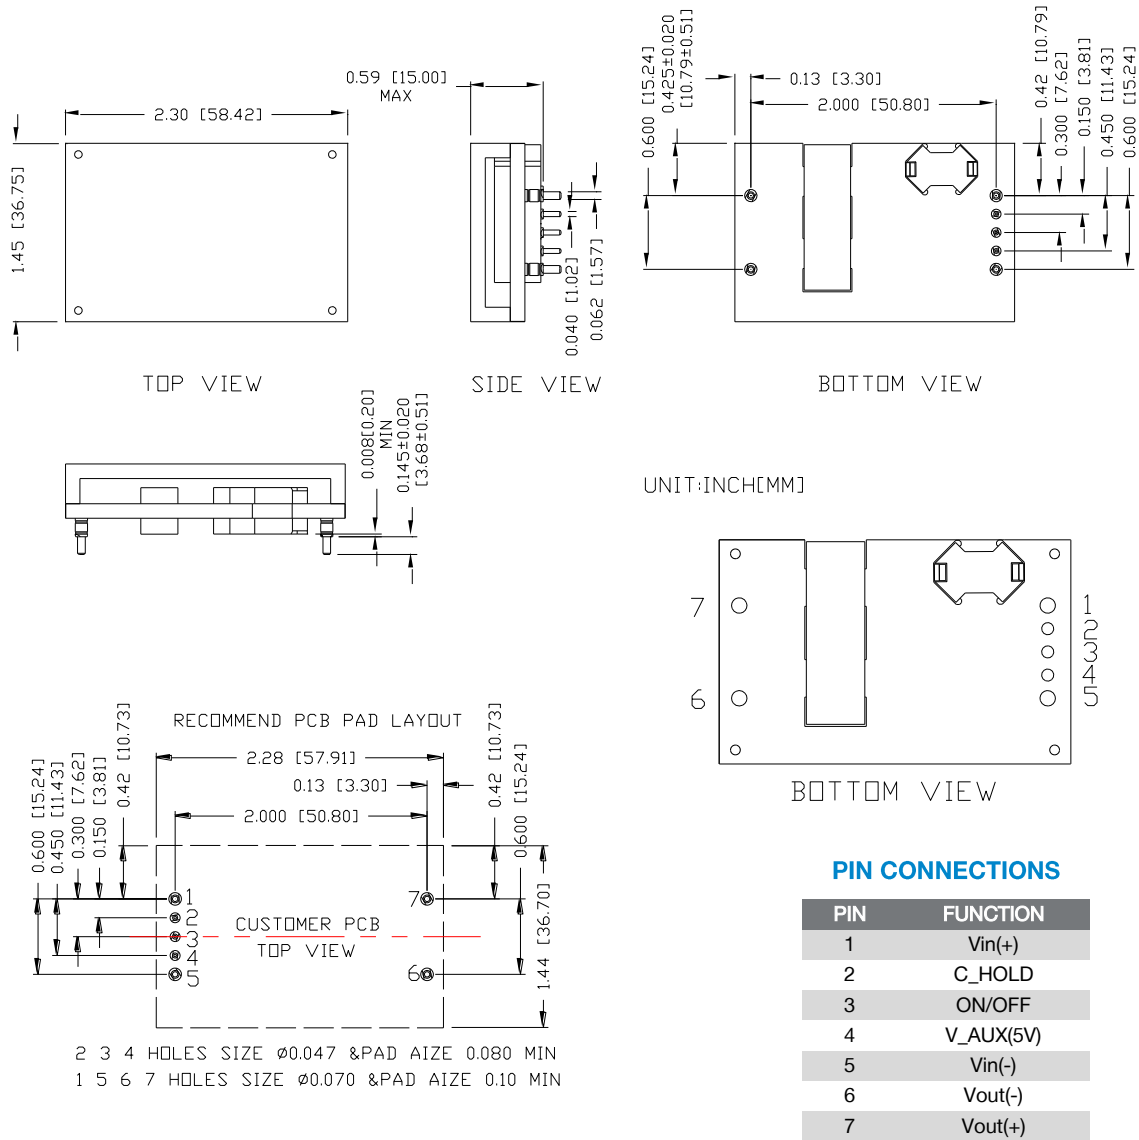 2.30 [58.42]
1.45 [36.75]
TOP VIEW
0.59 [15.00]
MAX
0.040 [1.02]
0.062 [1.57]
SIDE VIEW
0.600 [15.24]
0.425±0.020
[10.79±0.51]
0.13 [3.30]
2.000 [50.80]
0.42 [10.79]
0.300 [7.62]
0.150 [3.81]
0.450 [11.43]
0.600 [15.24]
BOTTOM VIEW
0.008[0.20]
MIN
0.145±0.020
[3.68±0.51]
UNIT:INCH[MM]
7
6
1
2
3
4
5
BOTTOM VIEW
RECOMMEND PCB PAD LAYOUT
2.28 [57.91]
0.13 [3.30]
2.000 [50.80]
0.600 [15.24]
0.450 [11.43]
0.300 [7.62]
0.150 [3.81]
0.42 [10.73]
0.42 [10.73]
0.600 [15.24]
1.44 [36.70]
1
2
3
4
5
7
6
CUSTOMER PCB
TOP VIEW
2 3 4 HOLES SIZE ø0.047 &PAD AIZE 0.080 MIN
1 5 6 7 HOLES SIZE ø0.070 &PAD AIZE 0.10 MIN
PIN CONNECTIONS
PIN FUNCTION
1 Vin(+)
2 C_HOLD
3 ON/OFF
4 V_AUX(5V)
5 Vin(-)
6 Vout(-)
7 Vout(+)